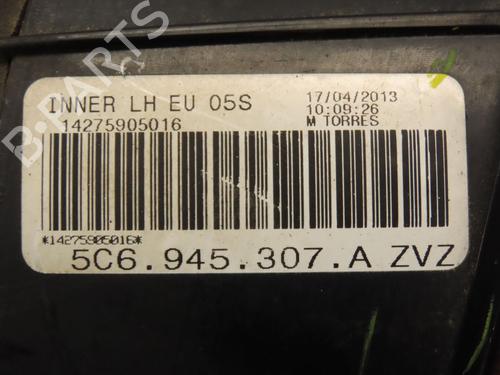 B-PARTS
INNER LH EU 05S
17/04/2013
14275905016
10:09:26
M TORRES
*14275905016*
5C6.945.307.A ZVZ